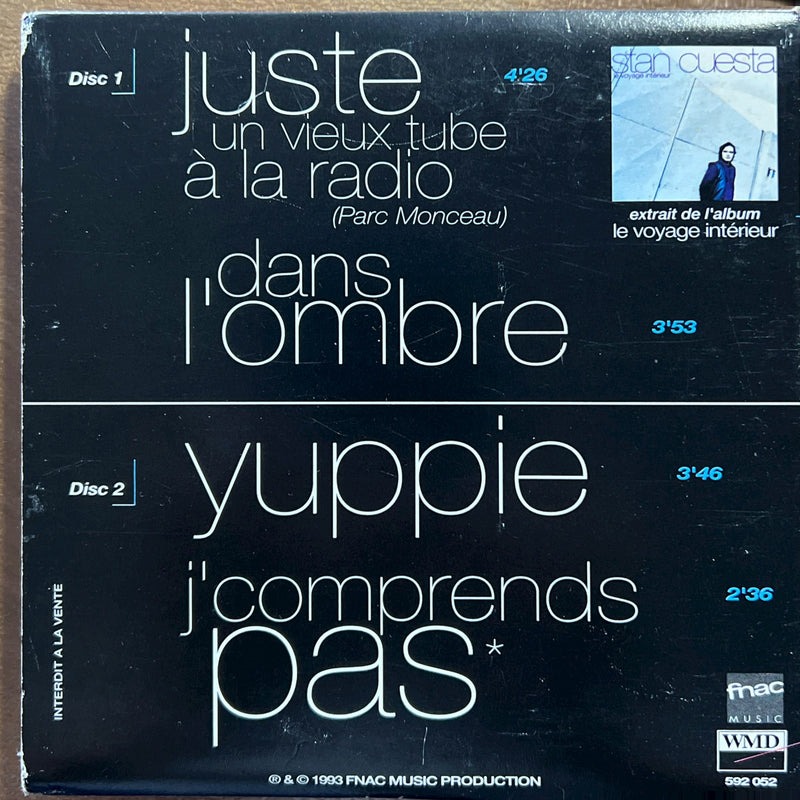 Disc 1
juste
4'26
un vieux tube
à la radio
(Parc Monceau)
stan cuesta
le voyage intérieur
extrait de l'album
le voyage intérieur
dans
l'ombre
3'53
Disc 2
yuppie
3'46
j'comprends
2'36
pas*
INTERDIT A LA VENTE
fnac
MUSIC
WMD
592 052
℗ & © 1993 FNAC MUSIC PRODUCTION